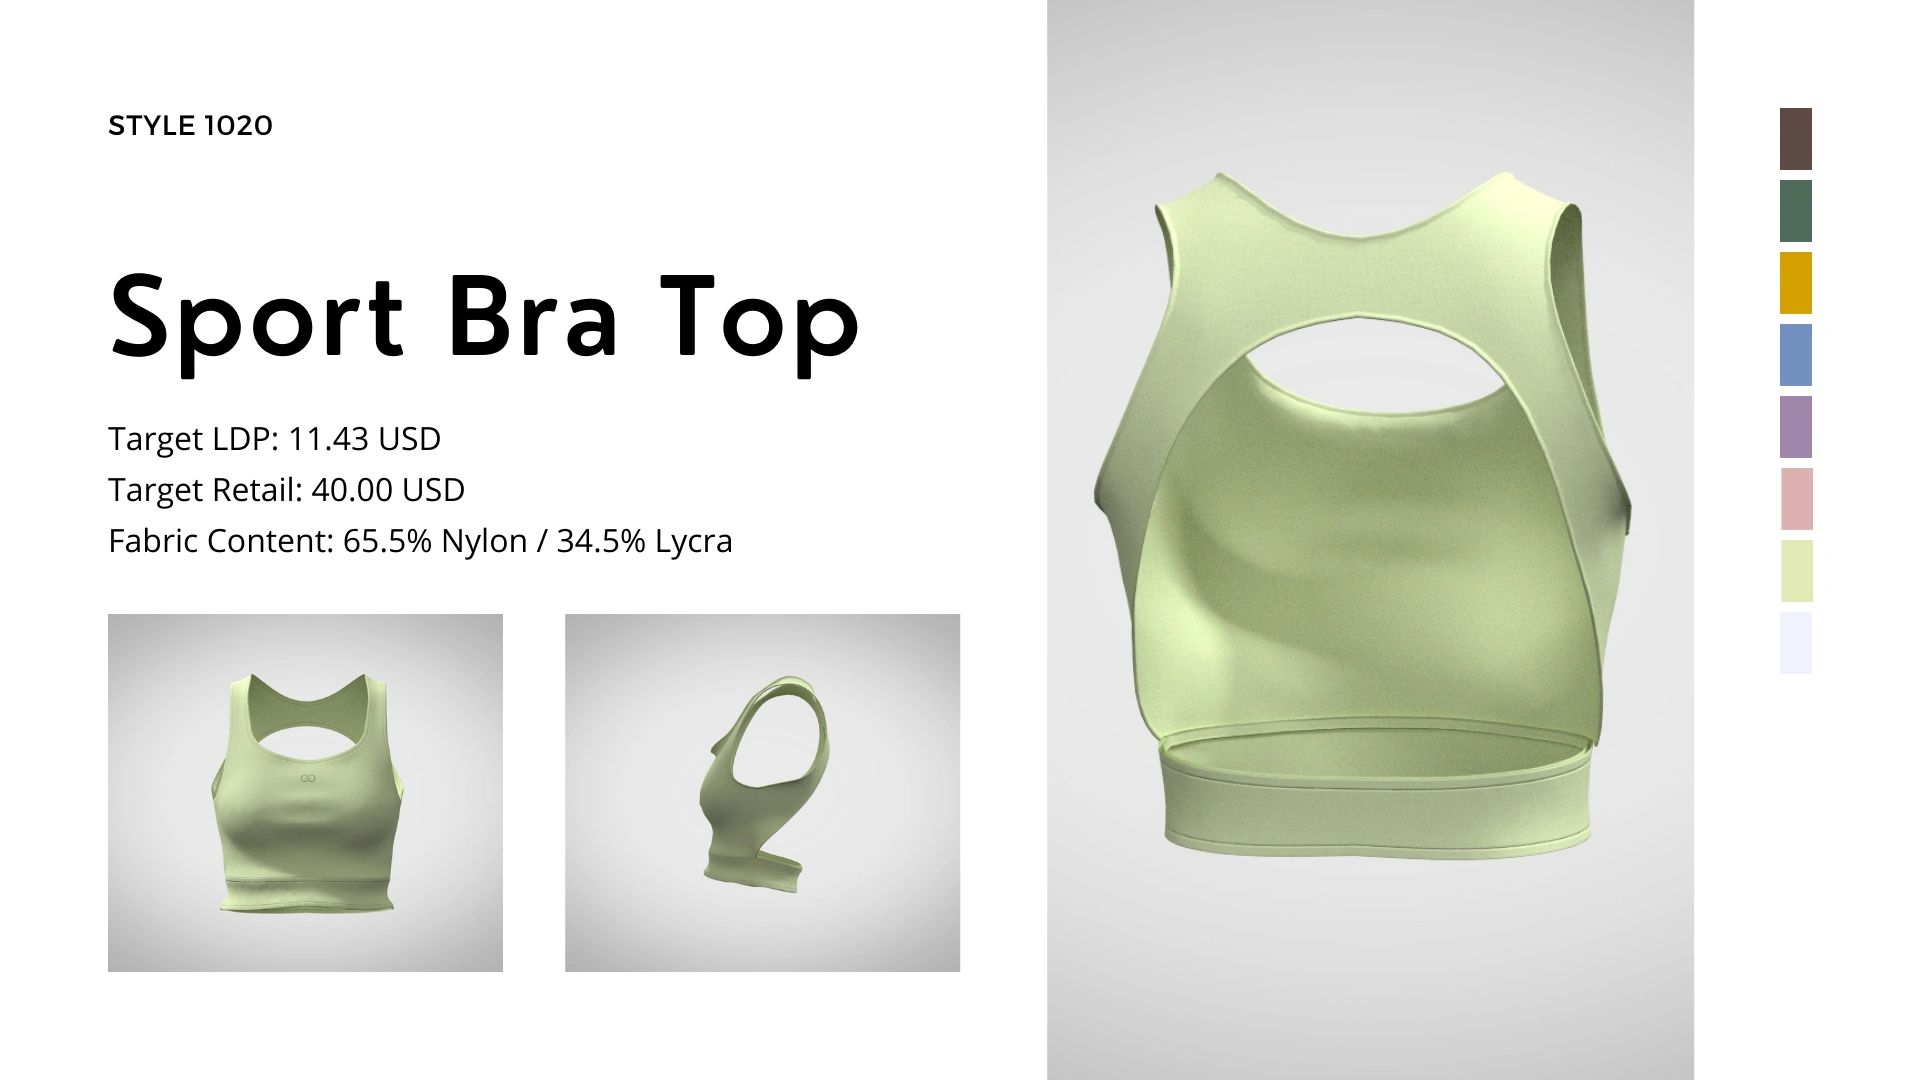 STYLE 1020
Sport Bra Top
Target LDP: 11.43 USD
Target Retail: 40.00 USD
Fabric Content: 65.5% Nylon / 34.5% Lycra